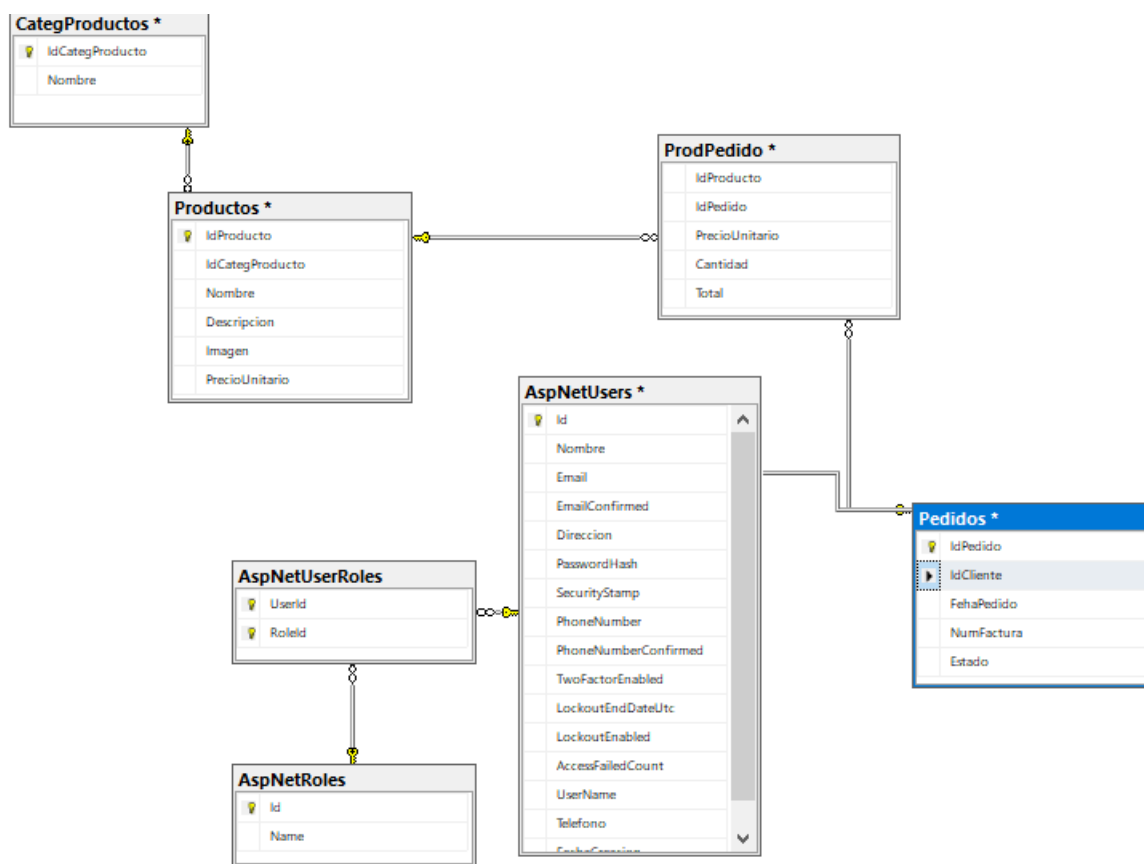 CategProductos *
IdCategProducto
Nombre
Productos *
IdProducto
IdCategProducto
Nombre
Descripcion
Imagen
PrecioUnitario
ProdPedido *
IdProducto
IdPedido
PrecioUnitario
Cantidad
Total
AspNetUsers *
Id
Nombre
Email
EmailConfirmed
Direccion
PasswordHash
SecurityStamp
PhoneNumber
PhoneNumberConfirmed
TwoFactorEnabled
LockoutEndDateUtc
LockoutEnabled
AccessFailedCount
UserName
Telefono
Pedidos *
IdPedido
IdCliente
FehaPedido
NumFactura
Estado
AspNetUserRoles
UserId
RoleId
AspNetRoles
Id
Name